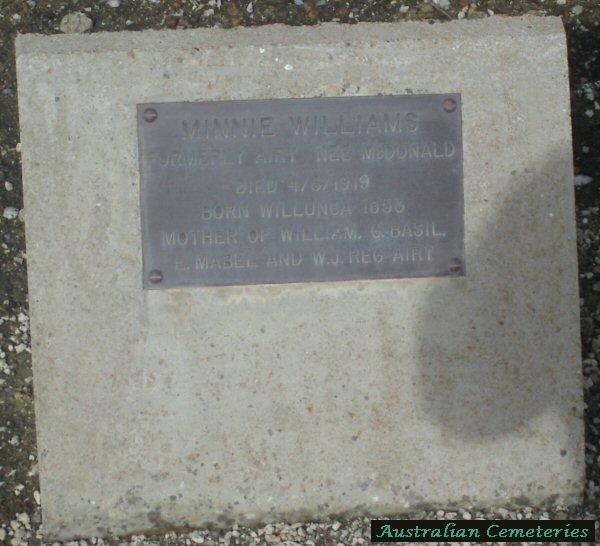 MINNIE WILLIAMS
FORMERLY AIRY NEE McDONALD
DIED 4/6/1919
BORN WILLUNGA
MOTHER OF WILLIAM, G. BASIL,
E. MABEL AND W.J. REG AIRY
Australian Cemeteries